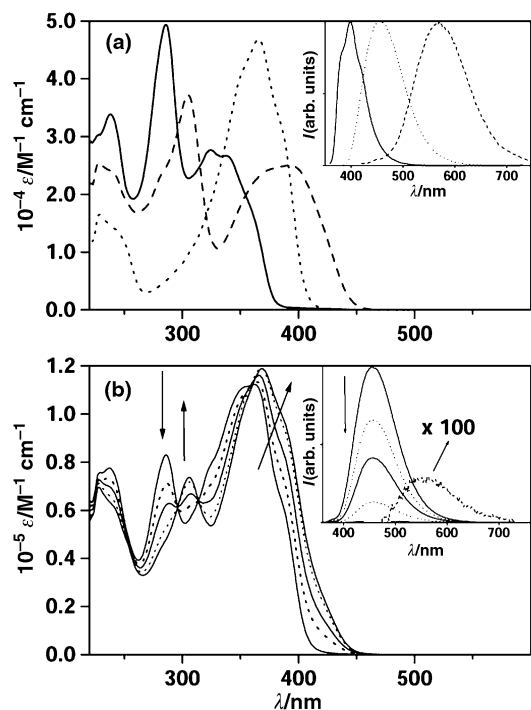 (a)
10⁻⁴ ε/M⁻¹ cm⁻¹
5.0
4.0
3.0
2.0
1.0
0.0
300
400
500
I/(arb. units)
400 500 600 700
λ/nm
(b)
10⁻⁵ ε/M⁻¹ cm⁻¹
1.2
1.0
0.8
0.6
0.4
0.2
0.0
300
400
500
λ/nm
I/(arb. units)
x 100
400 500 600 700
λ/nm